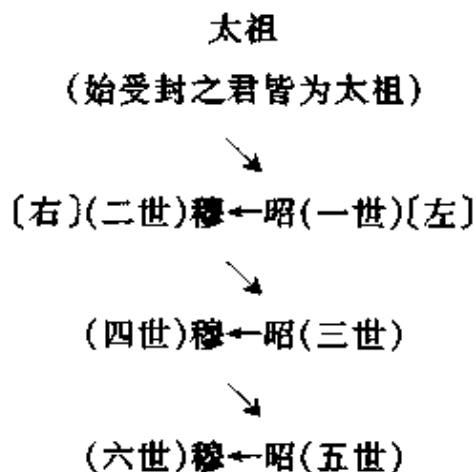 太祖
(始受封之君皆为太祖)
↘
〔右〕(二世)穆←昭(一世)〔左〕
↘
(四世)穆←昭(三世)
↘
(六世)穆←昭(五世)